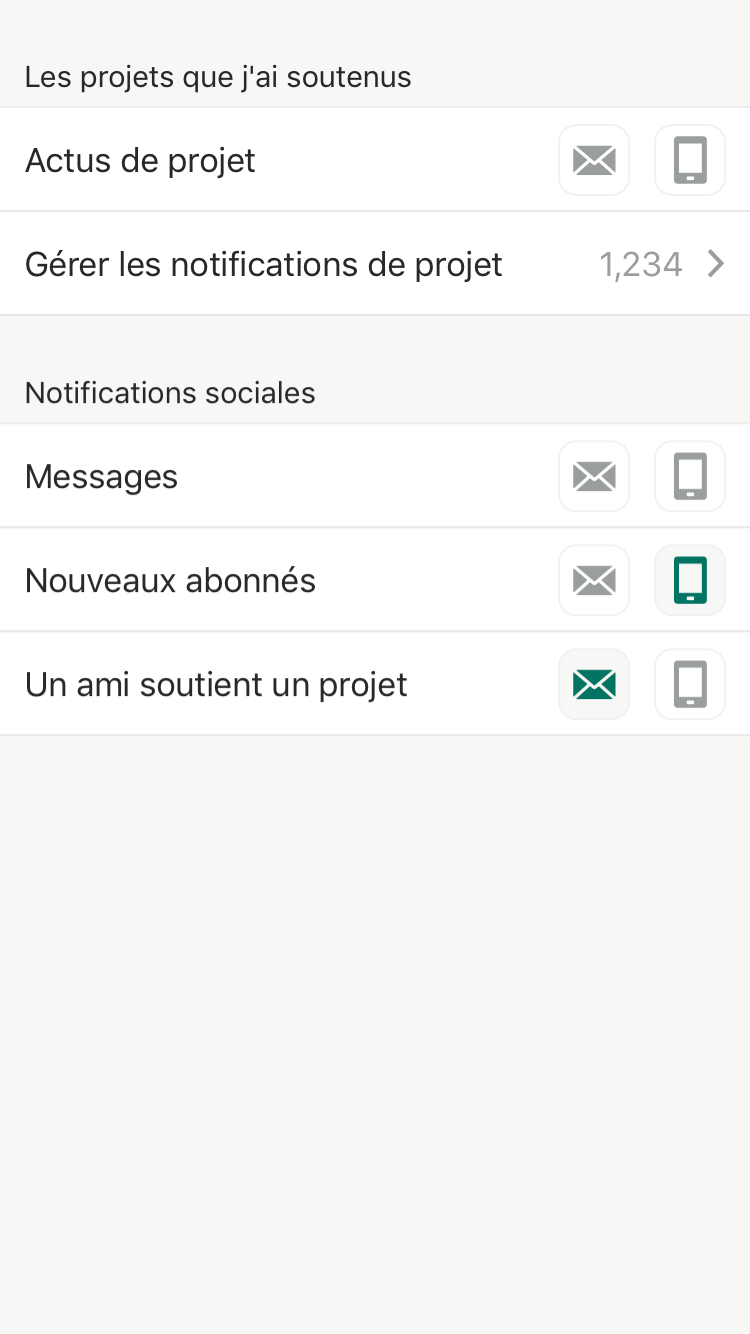 Les projets que j'ai soutenus
Actus de projet
Gérer les notifications de projet 1,234
Notifications sociales
Messages
Nouveaux abonnés
Un ami soutient un projet